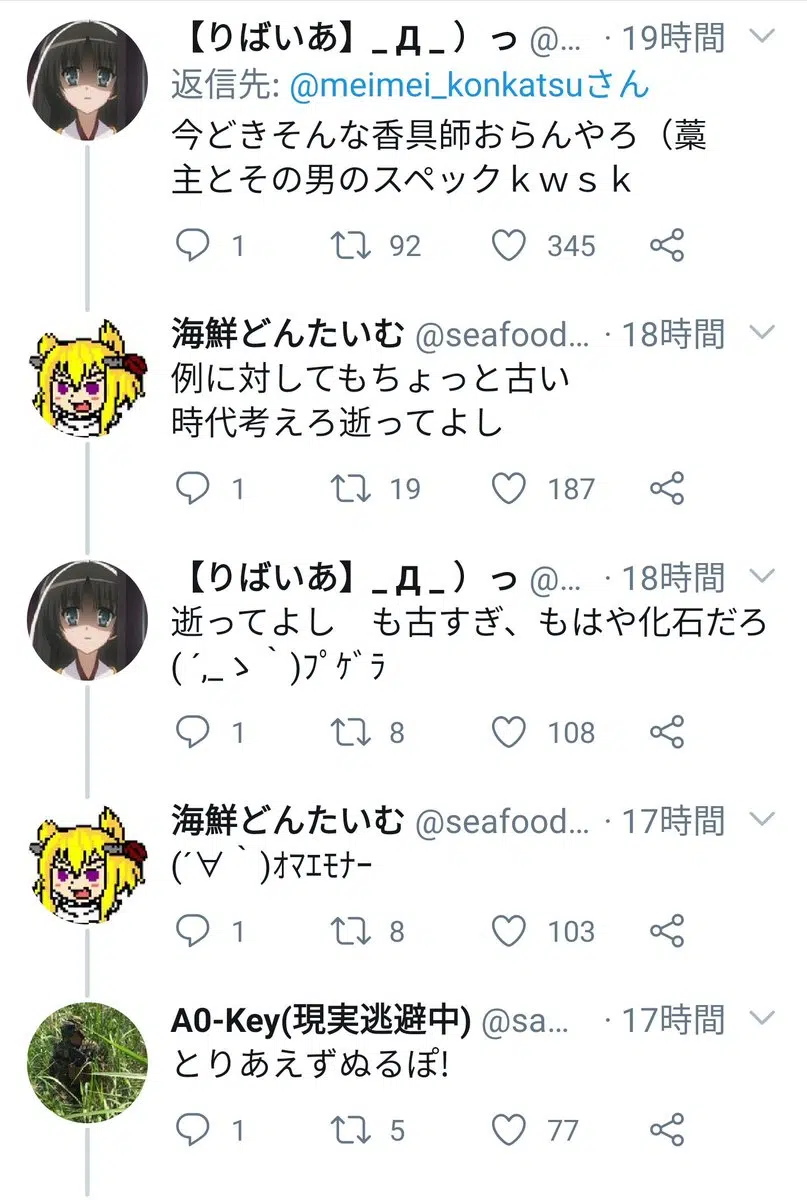 【りばいあ】_Д_）っ @... · 19時間
返信先: @meimei_konkatsuさん
今どきそんな香具師おらんやろ（藁
主とその男のスペックｋｗｓｋ
1 92 345
海鮮どんたいむ @seafood... · 18時間
例に対してもちょっと古い
時代考えろ逝ってよし
1 19 187
【りばいあ】_Д_）っ @... · 18時間
逝ってよし　も古すぎ、もはや化石だろ
(´,_ゝ｀)ﾌﾟｹﾞﾗ
1 8 108
海鮮どんたいむ @seafood... · 17時間
(´∀｀)ｵﾏｴﾓﾅｰ
1 8 103
A0-Key(現実逃避中) @sa... · 17時間
とりあえずぬるぽ!
1 5 77